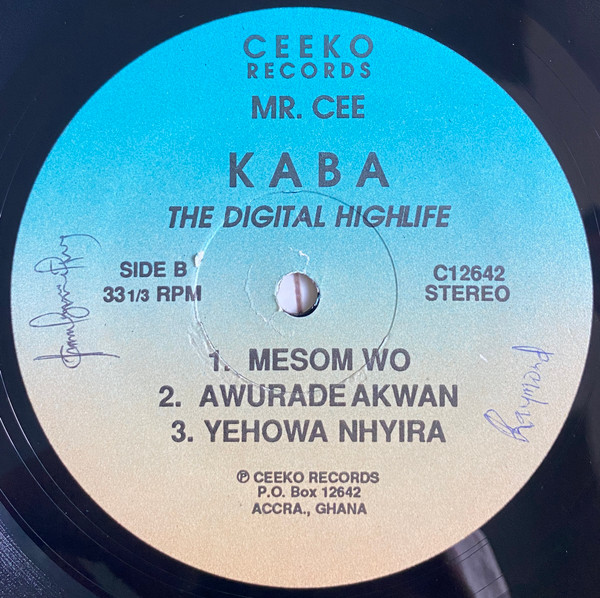 CEEKO
RECORDS
MR. CEE
KABA
THE DIGITAL HIGHLIFE
SIDE B
33 1/3 RPM
C12642
STEREO
1. MESOM WO
2. AWURADE AKWAN
3. YEHOWA NHYIRA
Raymond
℗ CEEKO RECORDS
P.O. Box 12642
ACCRA., GHANA